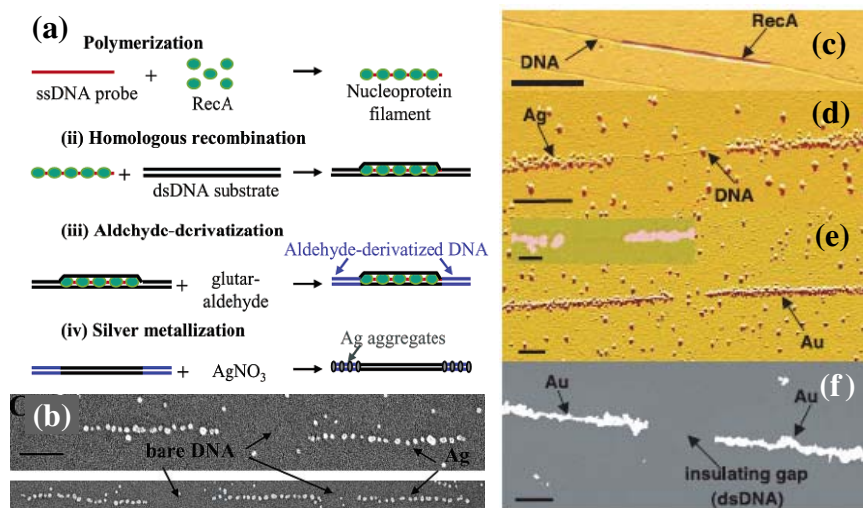 (a)
Polymerization
ssDNA probe
+
RecA
Nucleoprotein
filament
(ii) Homologous recombination
+
dsDNA substrate
(iii) Aldehyde-derivatization
Aldehyde-derivatized DNA
+
glutar-
aldehyde
(iv) Silver metallization
Ag aggregates
+
AgNO3
C
(b)
bare DNA
Ag
(c)
RecA
DNA
(d)
Ag
DNA
(e)
Au
(f)
Au
Au
insulating gap
(dsDNA)